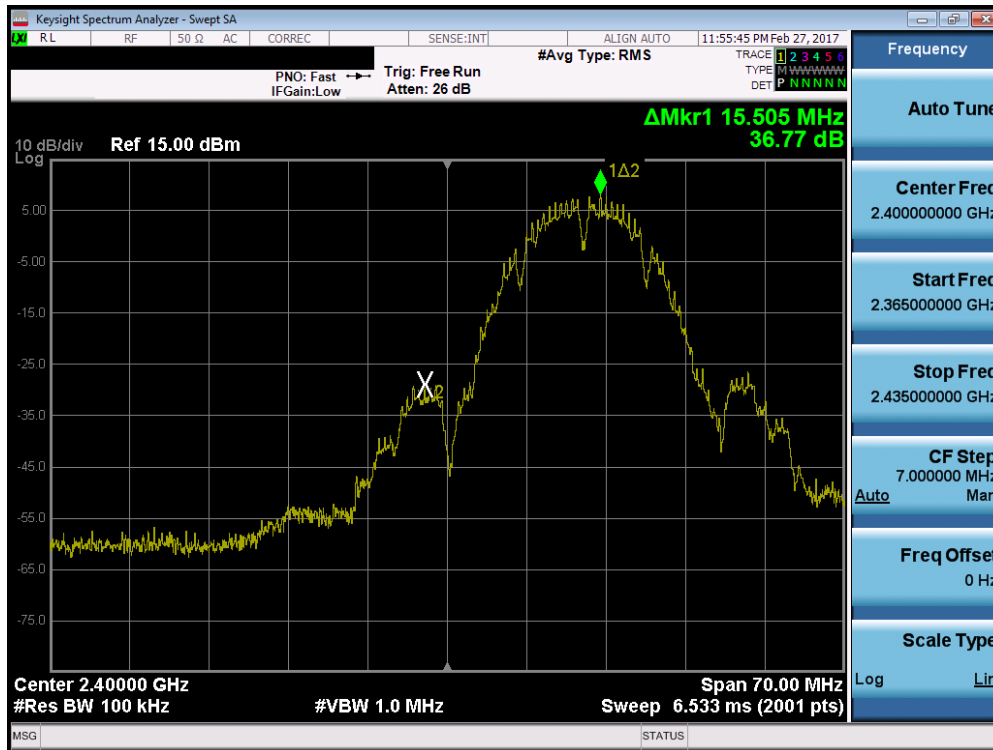 Keysight Spectrum Analyzer - Swept SA
LXI RL RF 50 Ω AC CORREC SENSE:INT ALIGN AUTO 11:55:45 PM Feb 27, 2017
Frequency
#Avg Type: RMS
TRACE 1 2 3 4 5 6
TYPE M W W W W W
DET P N N N N N
PNO: Fast
IFGain:Low
Trig: Free Run
Atten: 26 dB
Auto Tune
ΔMkr1 15.505 MHz
36.77 dB
10 dB/div
Log
Ref 15.00 dBm
1Δ2
Center Freq
2.400000000 GHz
5.00
-5.00
-15.0
-25.0
-35.0
-45.0
-55.0
-65.0
-75.0
X2
Start Freq
2.365000000 GHz
Stop Freq
2.435000000 GHz
CF Step
7.000000 MHz
Auto Man
Freq Offset
0 Hz
Scale Type
Log Lin
Center 2.40000 GHz
Span 70.00 MHz
#Res BW 100 kHz
#VBW 1.0 MHz
Sweep 6.533 ms (2001 pts)
MSG
STATUS